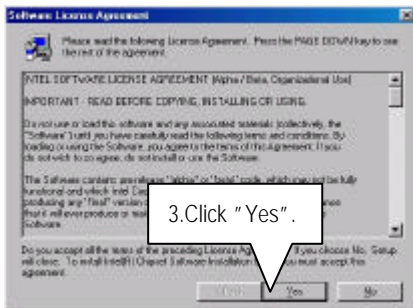 Software License Agreement
Please read the following License Agreement. Press the PAGE DOWN key to see
the rest of the agreement.
INTEL SOFTWARE LICENSE AGREEMENT (Alpha / Beta, Organizational Use)
IMPORTANT - READ BEFORE COPYING, INSTALLING OR USING.
Do not use or load this software and any associated materials (collectively, the
"Software") until you have carefully read the following terms and conditions. By
loading or using the Software, you agree to the terms of this Agreement. If you
do not wish to so agree, do not install or use the Software.
The Software contains pre-release "alpha" or "beta" code, which may not be fully
functional and which Intel
producing any "final" version
that it will ever produce or
Software.
3.Click "Yes".
Do you accept all the terms of the preceding License If you choose No, Setup
will close. To install Intel(R) Chipset Software Installation you must accept this
agreement.
Yes
No